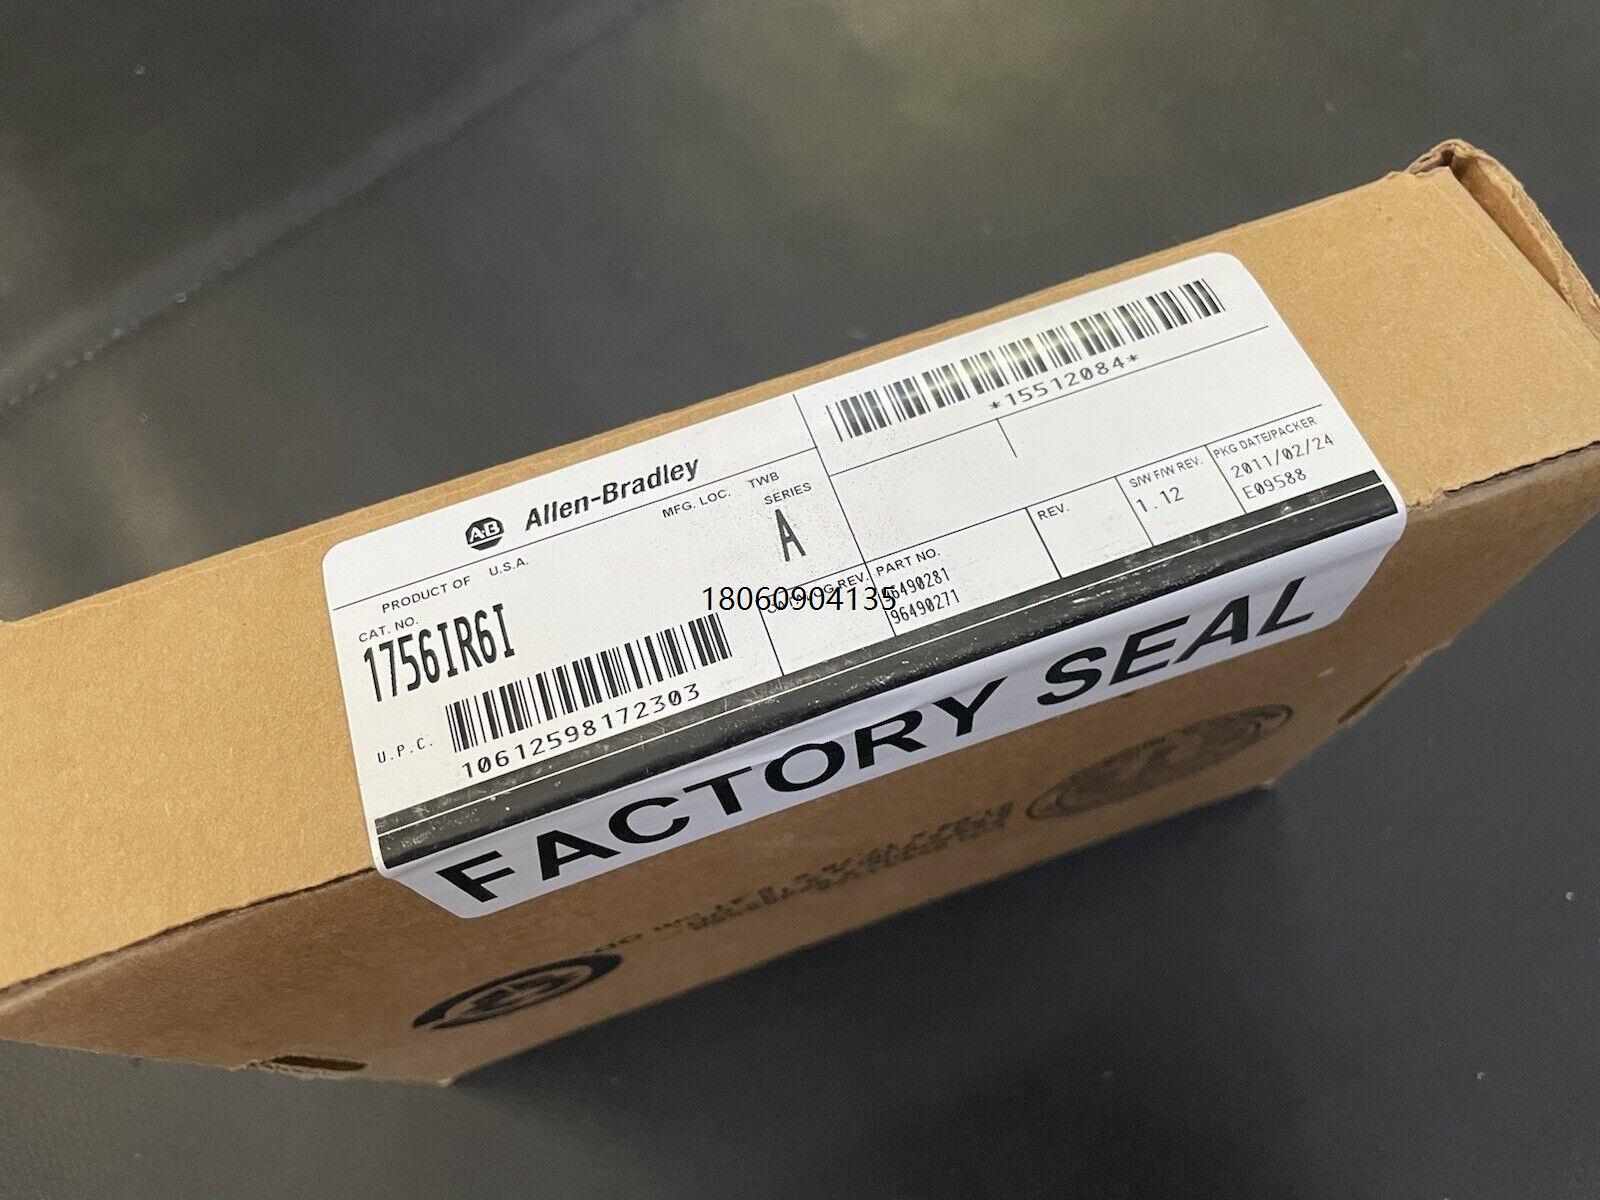 *15512084*
A-B Allen-Bradley
MFG. LOC. TWB
PRODUCT OF U.S.A.
SERIES
A
CAT. NO.
1756IR6I
U.P.C.
10612598172303
PART NO.
96490281
96490271
REV.
S/W F/W REV.
1.12
PKG DATE/PACKER
2011/02/24
E09588
18060904135
FACTORY SEAL